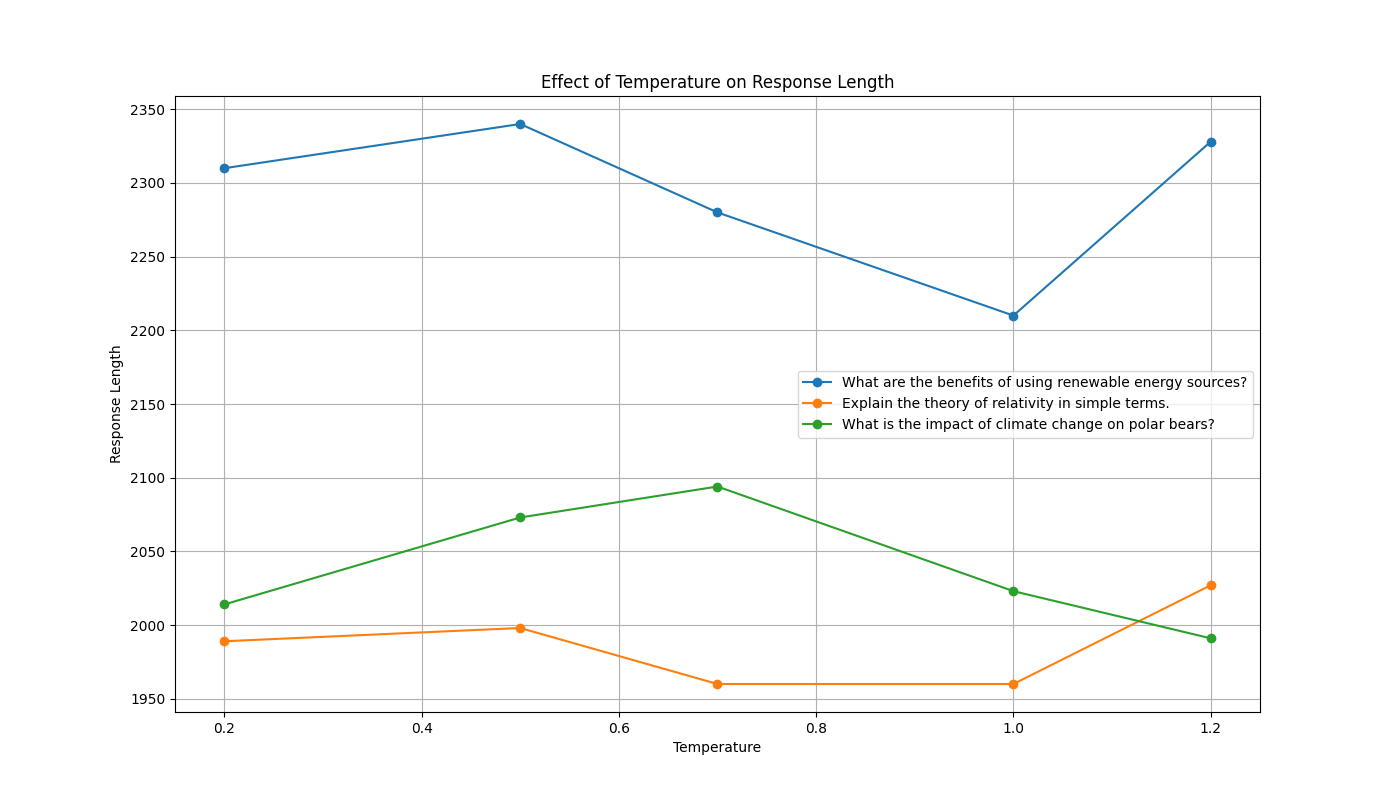 Effect of Temperature on Response Length
2350
2300
2250
2200
2150
2100
2050
2000
1950
Response Length
What are the benefits of using renewable energy sources?
Explain the theory of relativity in simple terms.
What is the impact of climate change on polar bears?
0.2 0.4 0.6 0.8 1.0 1.2
Temperature